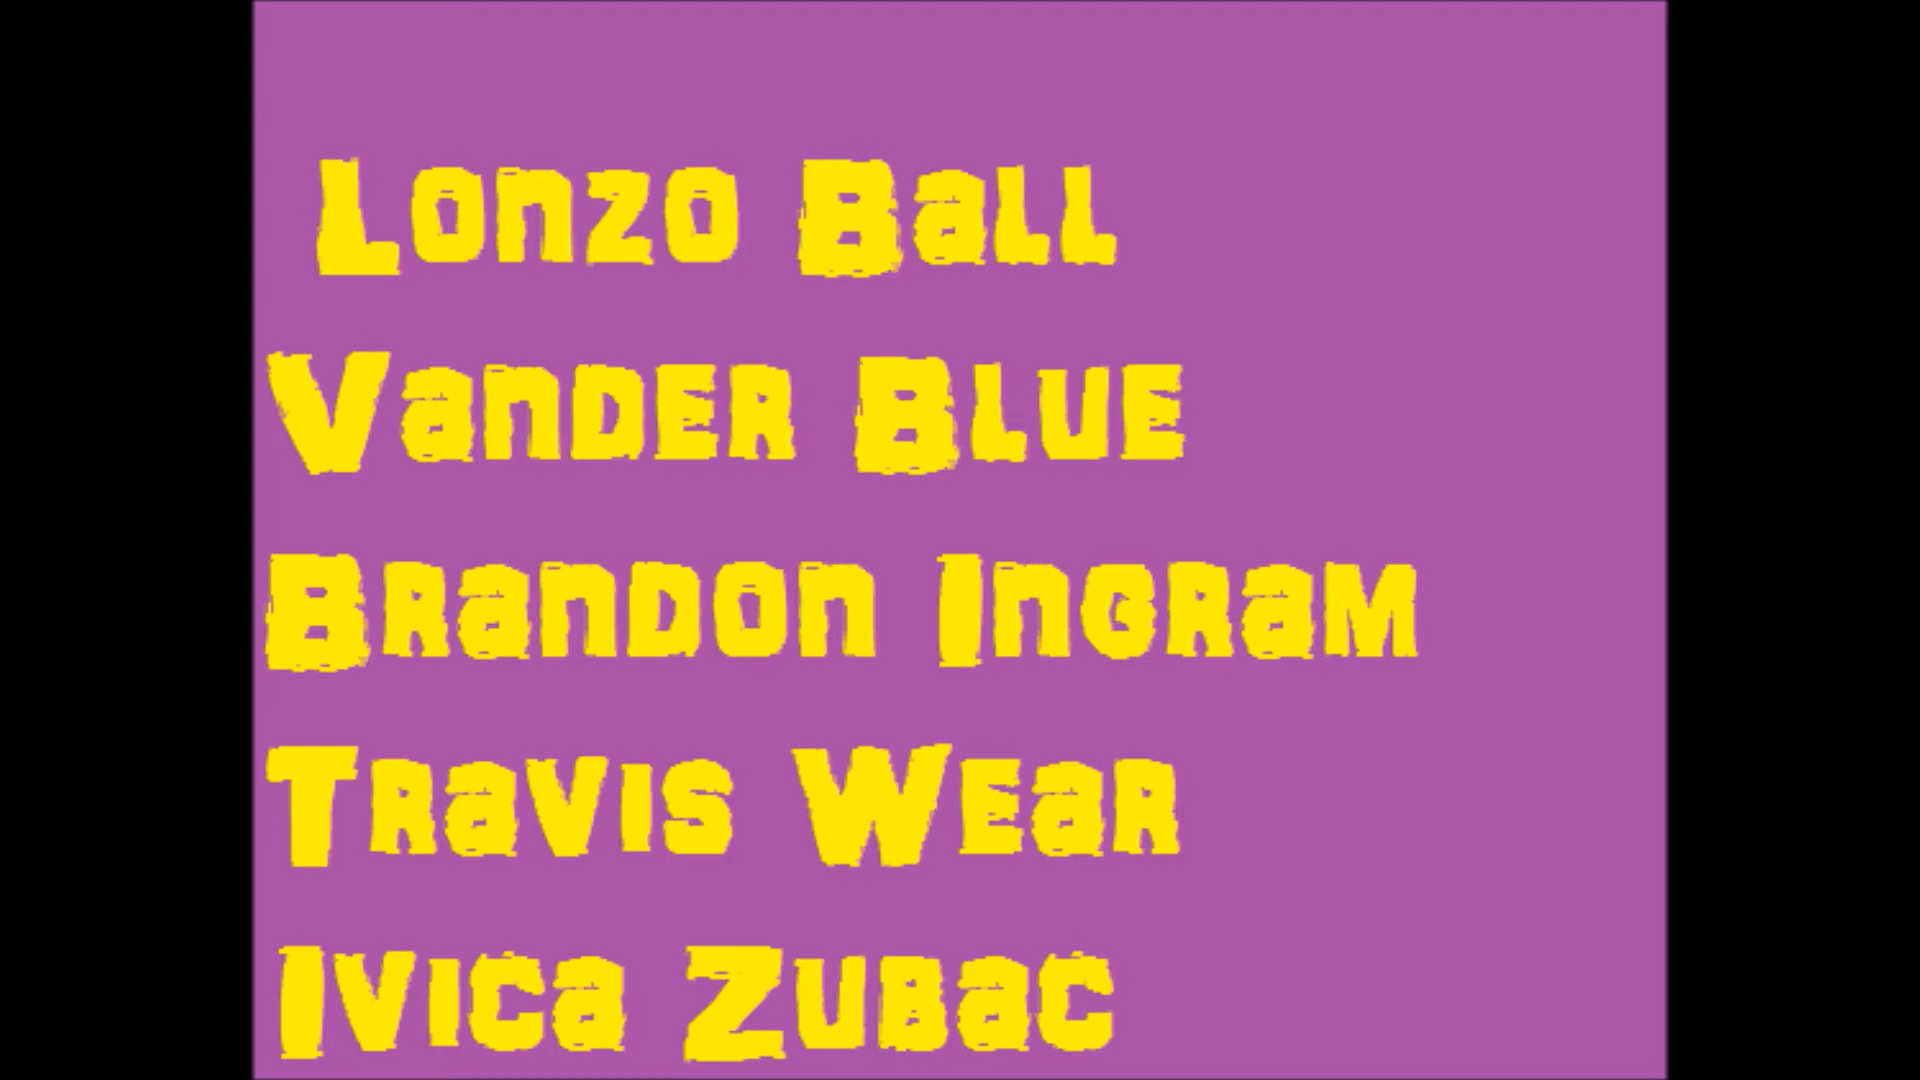 Lonzo Ball
Vander Blue
Brandon Ingram
Travis Wear
Ivica Zubac